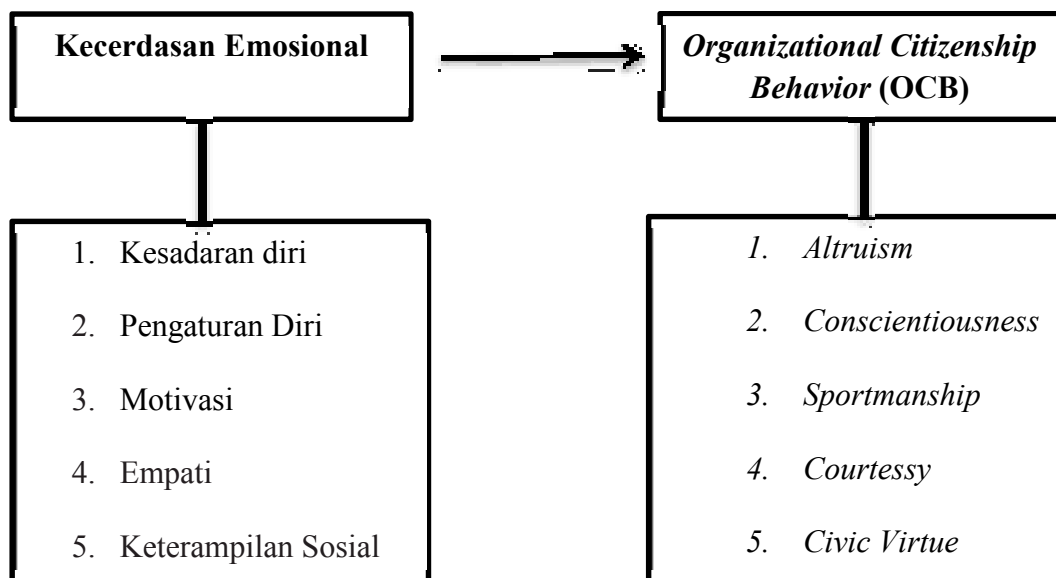 Kecerdasan Emosional
Organizational Citizenship
Behavior (OCB)
1. Kesadaran diri
2. Pengaturan Diri
3. Motivasi
4. Empati
5. Keterampilan Sosial
1. Altruism
2. Conscientiousness
3. Sportmanship
4. Courtessy
5. Civic Virtue